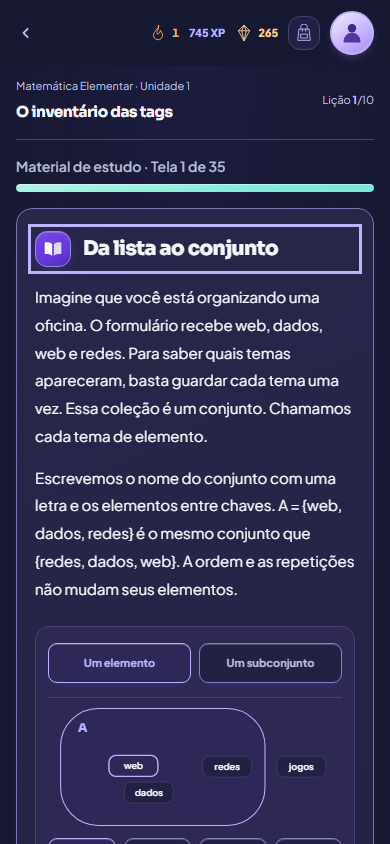 1 745 XP 265
Matemática Elementar · Unidade 1
O inventário das tags
Lição 1/10
Material de estudo · Tela 1 de 35
Da lista ao conjunto
Imagine que você está organizando uma
oficina. O formulário recebe web, dados,
web e redes. Para saber quais temas
apareceram, basta guardar cada tema uma
vez. Essa coleção é um conjunto. Chamamos
cada tema de elemento.
Escrevemos o nome do conjunto com uma
letra e os elementos entre chaves. A = {web,
dados, redes} é o mesmo conjunto que
{redes, dados, web}. A ordem e as repetições
não mudam seus elementos.
Um elemento Um subconjunto
A
web redes jogos
dados